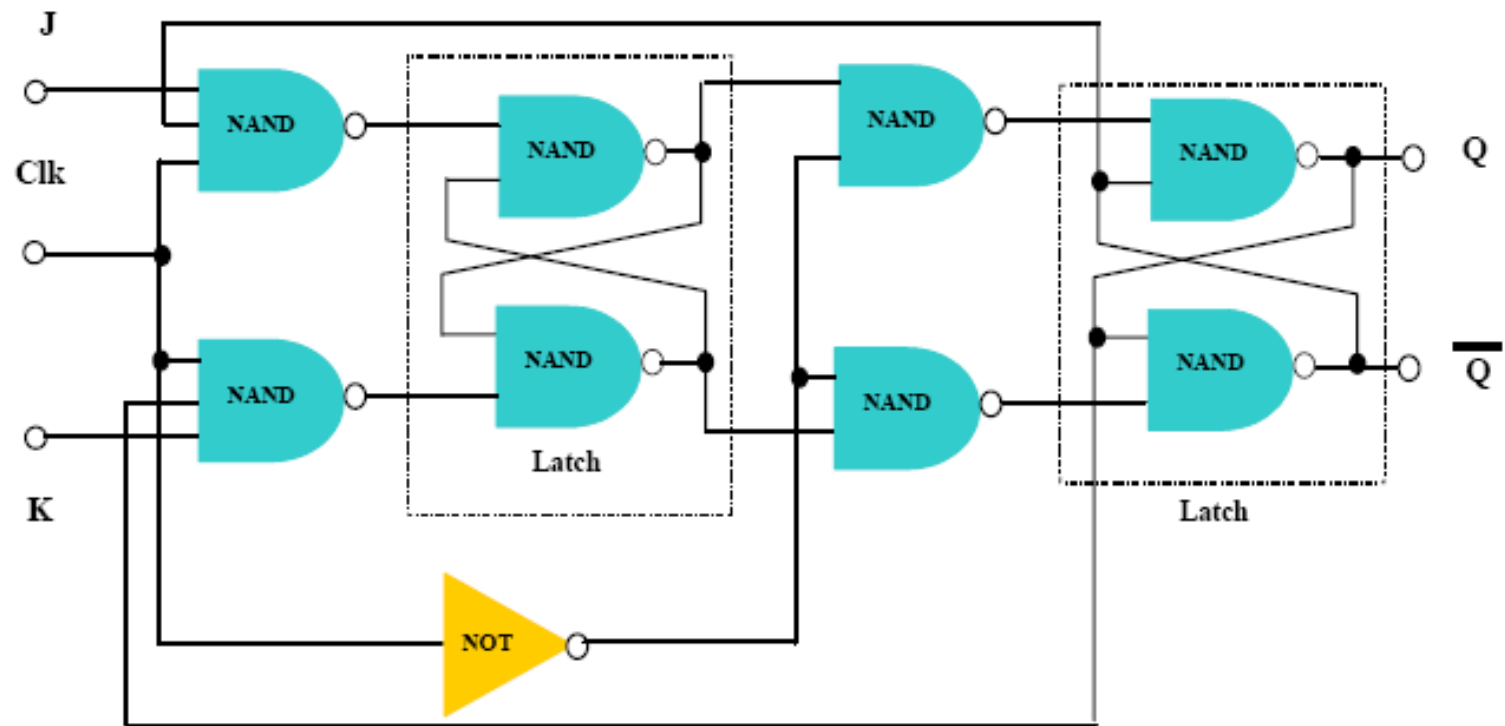 J
NAND
NAND
NAND
NAND
Q
Clk
NAND
NAND
NAND
NAND
Q
K
Latch
Latch
NOT